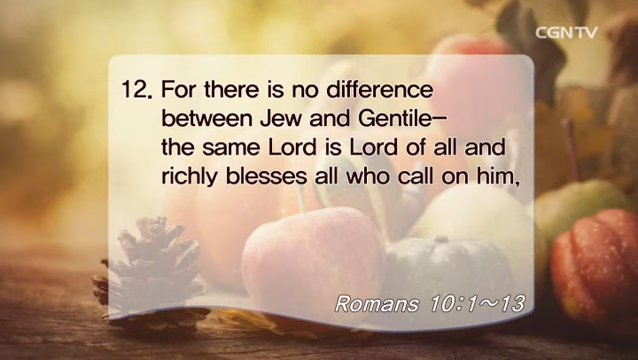 CGNTV
12. For there is no difference
between Jew and Gentile—
the same Lord is Lord of all and
richly blesses all who call on him,
Romans 10:1~13